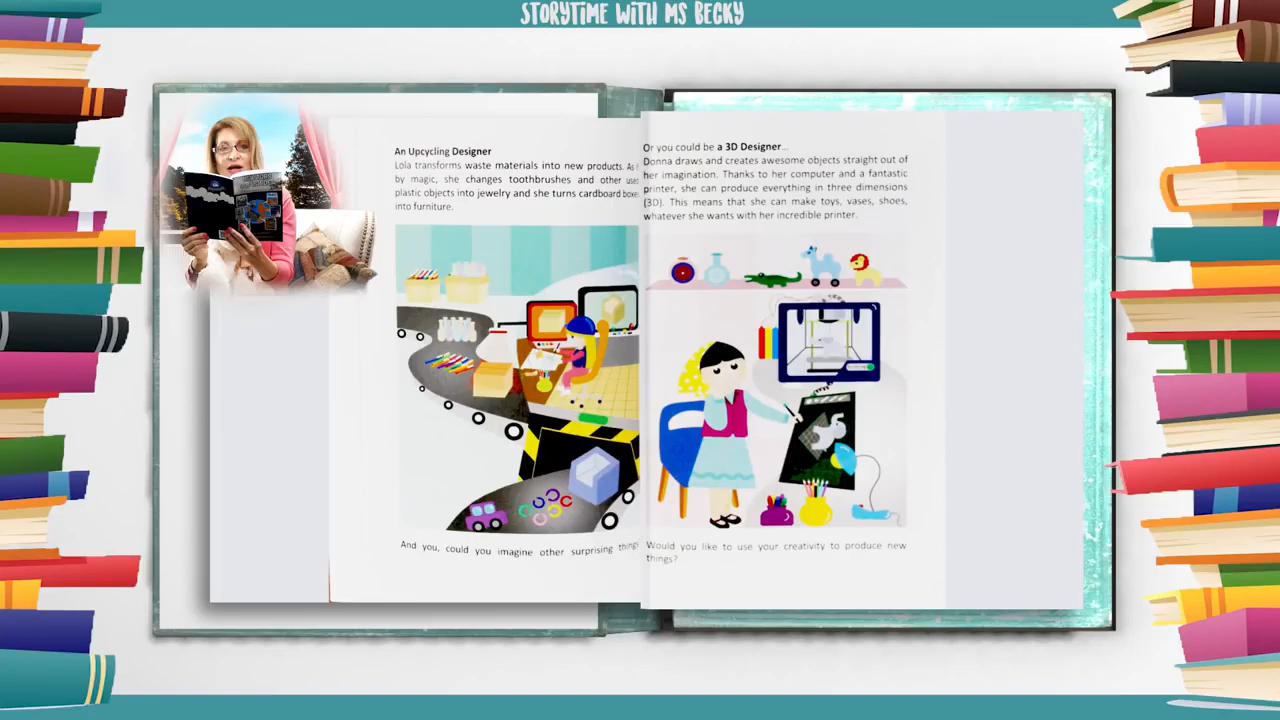 STORYTIME WITH MS BECKY
An Upcycling Designer
Lola transforms waste materials into new products. As if
by magic, she changes toothbrushes and other used
plastic objects into jewelry and she turns cardboard boxes
into furniture.
And you, could you imagine other surprising things
Or you could be a 3D Designer...
Donna draws and creates awesome objects straight out of
her imagination. Thanks to her computer and a fantastic
printer, she can produce everything in three dimensions
(3D). This means that she can make toys, vases, shoes,
whatever she wants with her incredible printer.
Would you like to use your creativity to produce new
things?